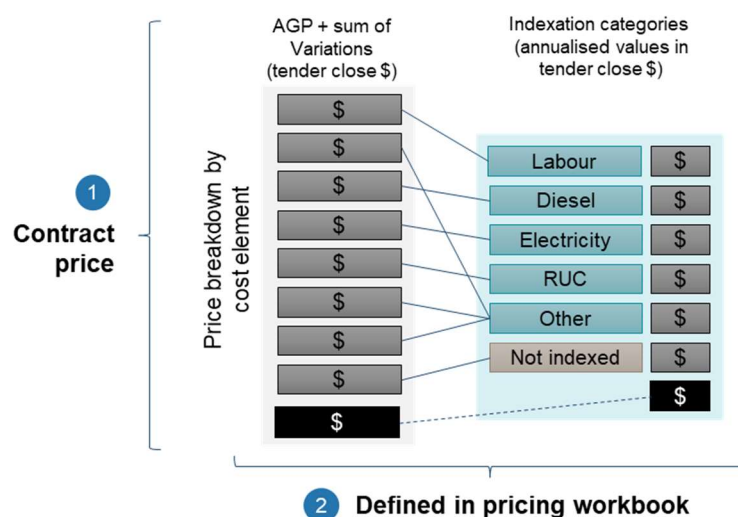 AGP + sum of
Variations
(tender close $)
Indexation categories
(annualised values in
tender close $)
1
Contract
price
Price breakdown by
cost element
$
$
$
$
$
$
$
$
$
Labour $
Diesel $
Electricity $
RUC $
Other $
Not indexed $
$
2 Defined in pricing workbook